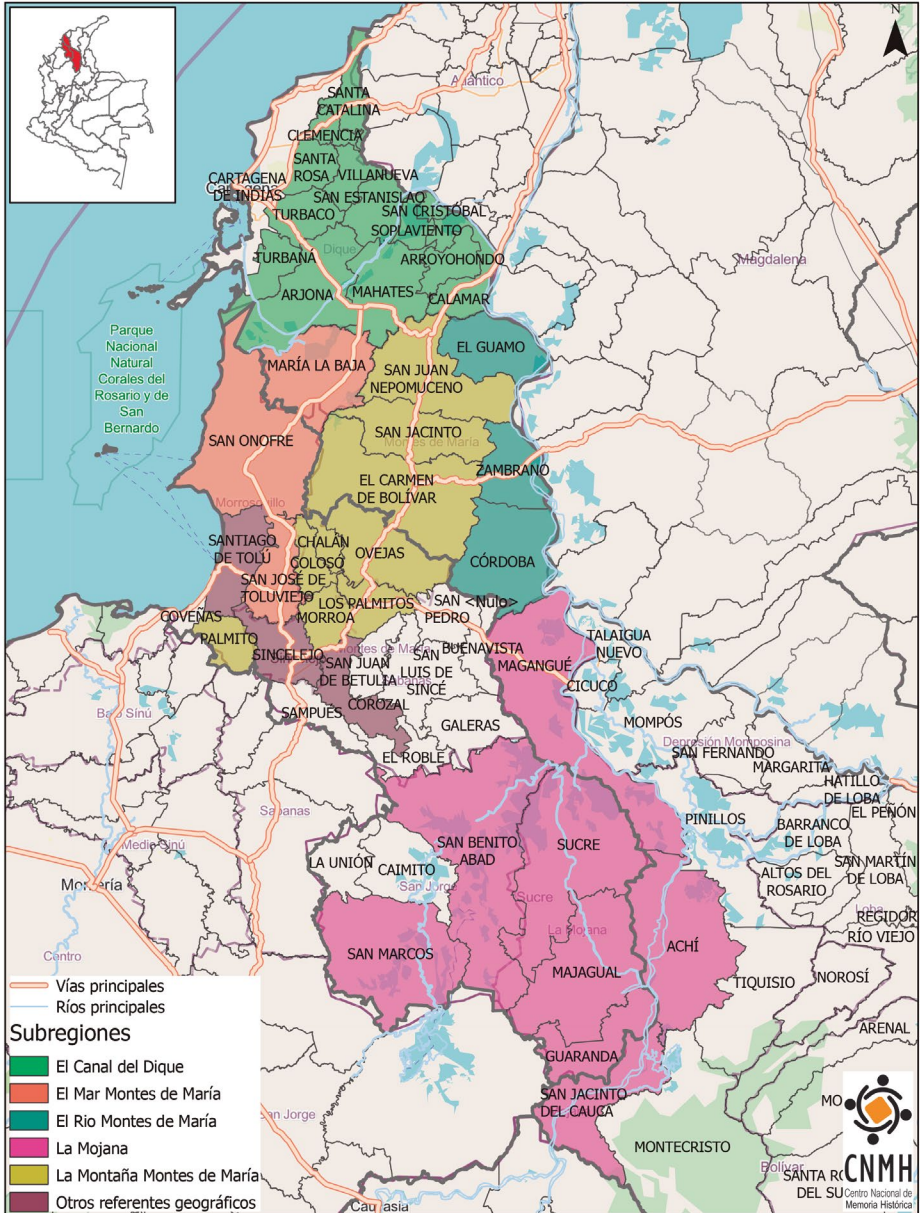 N
Atlántico
SANTA
CATALINA
CLEMENCIA
SANTA
ROSA
VILLANUEVA
CARTAGENA
DE INDIAS
SAN ESTANISLAO
TURBACO
SAN CRISTÓBAL
SOPLAVIENTO
Dique
TURBANÁ
ARROYOHONDO
Magdalena
ARJONA
MAHATES
CALAMAR
Parque
Nacional
Natural
Corales del
Rosario y de
San
Bernardo
EL GUAMO
MARÍA LA BAJA
SAN JUAN
NEPOMUCENO
SAN ONOFRE
SAN JACINTO
Montes de María
ZAMBRANO
EL CARMEN
DE BOLÍVAR
Morrosquillo
SANTIAGO
DE TOLÚ
CHALÁN
COLOSÓ
OVEJAS
CÓRDOBA
SAN JOSÉ DE
TOLUVIEJO
LOS PALMITOS
MORROA
SAN <Nulo>
PEDRO
COVEÑAS
PALMITO
SINCELEJO
Montes de María
BUENAVISTA
TALAIGUA
NUEVO
SAN JUAN
DE BETULIA
SAN
LUIS DE
SINCÉ
MAGANGUÉ
CICUCO
SAMPUÉS
COROZAL
GALERAS
MOMPÓS
Bajo Sinú
Depresión Momposina
EL ROBLE
SAN FERNANDO
MARGARITA
HATILLO
DE LOBA
EL PEÑÓN
Sabanas
PINILLOS
BARRANCO
DE LOBA
Medio Sinú
SAN BENITO
ABAD
SUCRE
LA UNIÓN
CAIMITO
San Jorge
ALTOS DEL
ROSARIO
SAN MARTÍN
DE LOBA
Montería
Sucre
Loba
REGIDOR
RÍO VIEJO
La Mojana
Centro
SAN MARCOS
ACHÍ
MAJAGUAL
TIQUISIO
NOROSÍ
ARENAL
GUARANDA
SAN JACINTO
DEL CAUCA
San Jorge
MONTECRISTO
Bolívar
Caucasia
Vías principales
Ríos principales
Subregiones
El Canal del Dique
El Mar Montes de María
El Rio Montes de María
La Mojana
La Montaña Montes de María
Otros referentes geográficos
MO
SANTA RO
DEL SU
CNMH
Centro Nacional de
Memoria Histórica